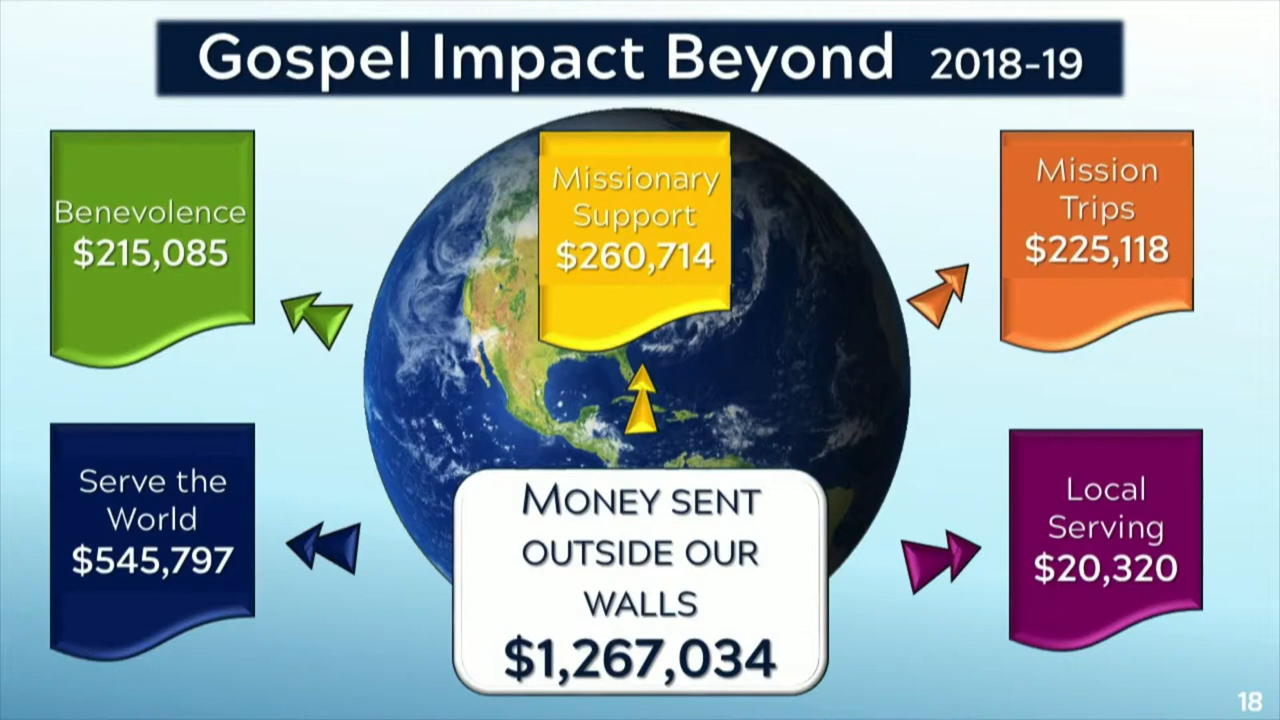 Gospel Impact Beyond 2018-19
Benevolence
$215,085
Missionary
Support
$260,714
Mission
Trips
$225,118
Serve the
World
$545,797
Local
Serving
$20,320
MONEY SENT
OUTSIDE OUR
WALLS
$1,267,034
18